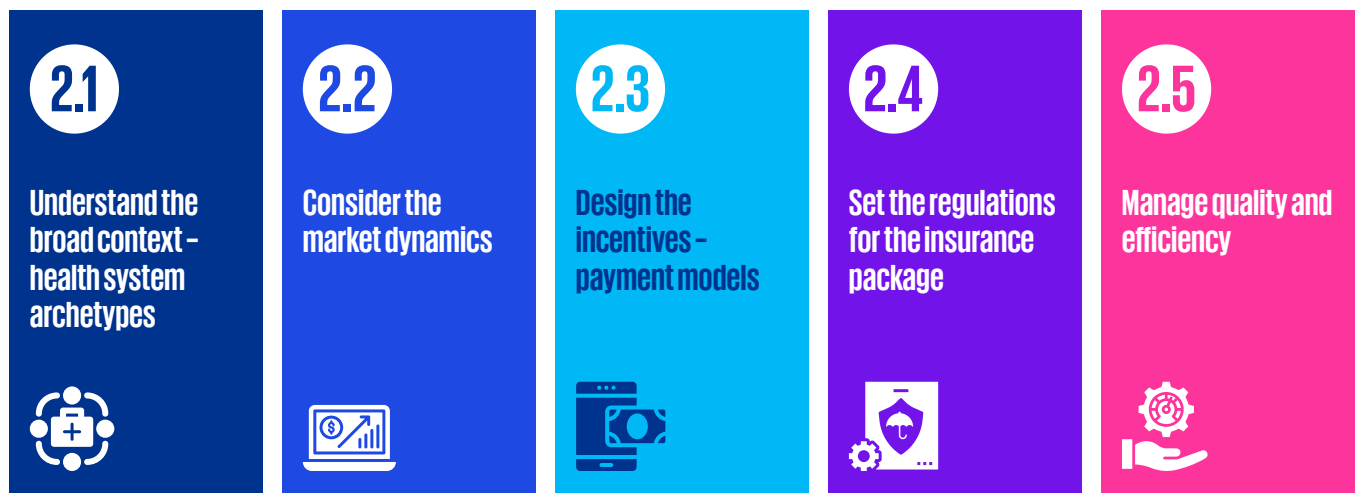 2.1
Understand the
broad context –
health system
archetypes
2.2
Consider the
market dynamics
$
2.3
Design the
incentives –
payment models
2.4
Set the regulations
for the insurance
package
2.5
Manage quality and
efficiency